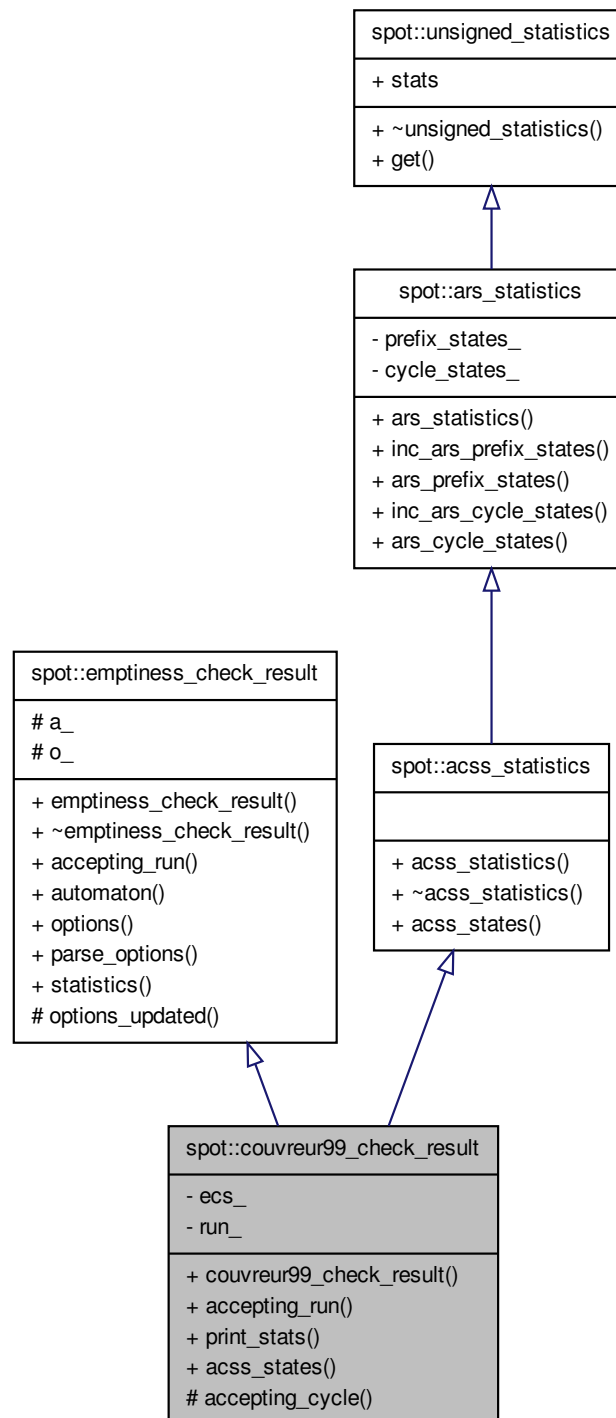 spot::unsigned_statistics
+ stats
+ ~unsigned_statistics()
+ get()
spot::ars_statistics
- prefix_states_
- cycle_states_
+ ars_statistics()
+ inc_ars_prefix_states()
+ ars_prefix_states()
+ inc_ars_cycle_states()
+ ars_cycle_states()
spot::emptiness_check_result
# a_
# o_
+ emptiness_check_result()
+ ~emptiness_check_result()
+ accepting_run()
+ automaton()
+ options()
+ parse_options()
+ statistics()
# options_updated()
spot::acss_statistics
+ acss_statistics()
+ ~acss_statistics()
+ acss_states()
spot::couvreur99_check_result
- ecs_
- run_
+ couvreur99_check_result()
+ accepting_run()
+ print_stats()
+ acss_states()
# accepting_cycle()